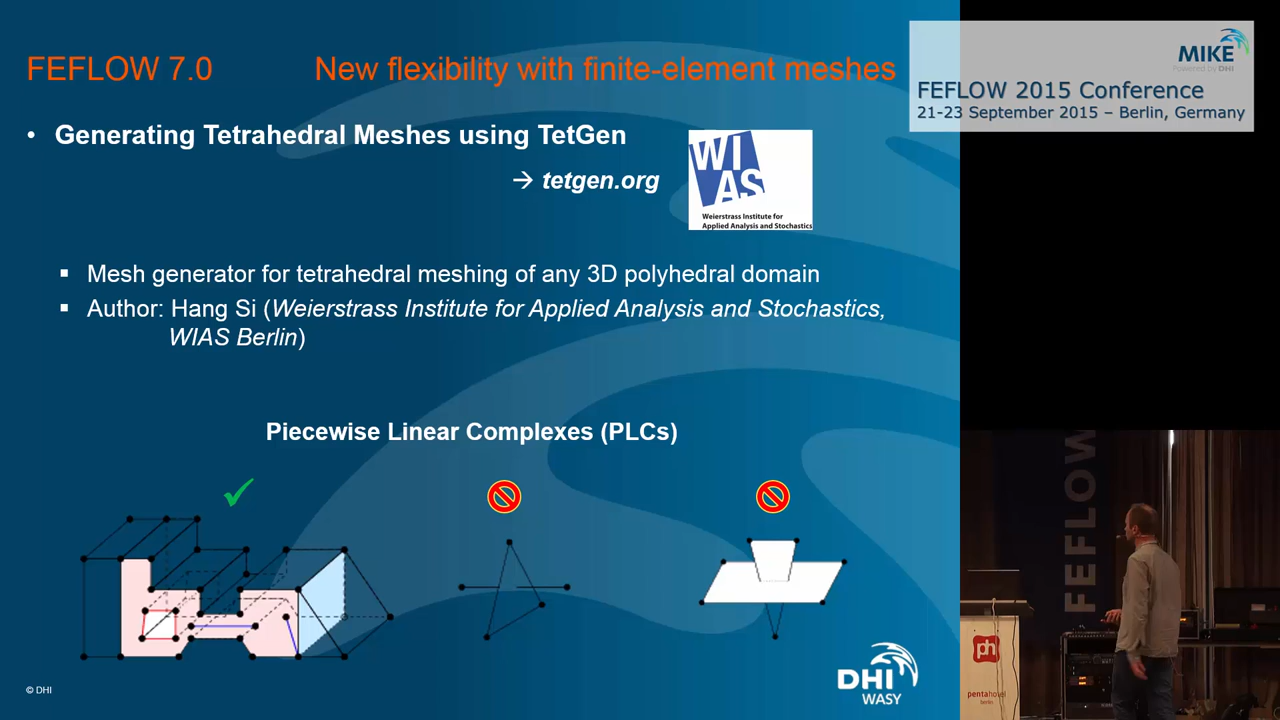 FEFLOW 7.0 New flexibility with finite-element meshes
MIKE
Powered by DHI
FEFLOW 2015 Conference
21-23 September 2015 – Berlin, Germany
• Generating Tetrahedral Meshes using TetGen
→ tetgen.org
WI
AS
Weierstrass Institute for
Applied Analysis and Stochastics
▪ Mesh generator for tetrahedral meshing of any 3D polyhedral domain
▪ Author: Hang Si (Weierstrass Institute for Applied Analysis and Stochastics,
WIAS Berlin)
Piecewise Linear Complexes (PLCs)
DHI
WASY
© DHI
FEFLOW
ph
pentahotel
berlin